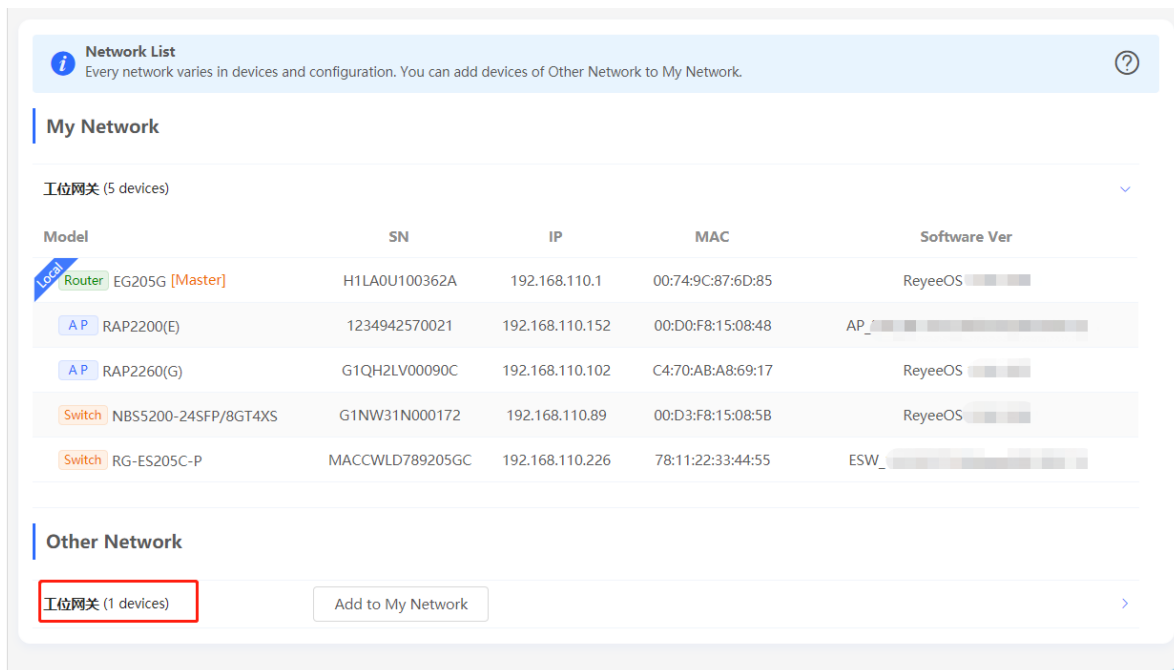 Network List
Every network varies in devices and configuration. You can add devices of Other Network to My Network.
My Network
工位网关 (5 devices)
Model SN IP MAC Software Ver
Local Router EG205G [Master] H1LA0U100362A 192.168.110.1 00:74:9C:87:6D:85 ReyeeOS
AP RAP2200(E) 1234942570021 192.168.110.152 00:D0:F8:15:08:48 AP_
AP RAP2260(G) G1QH2LV00090C 192.168.110.102 C4:70:AB:A8:69:17 ReyeeOS
Switch NBS5200-24SFP/8GT4XS G1NW31N000172 192.168.110.89 00:D3:F8:15:08:5B ReyeeOS
Switch RG-ES205C-P MACCWLD789205GC 192.168.110.226 78:11:22:33:44:55 ESW_
Other Network
工位网关 (1 devices) Add to My Network